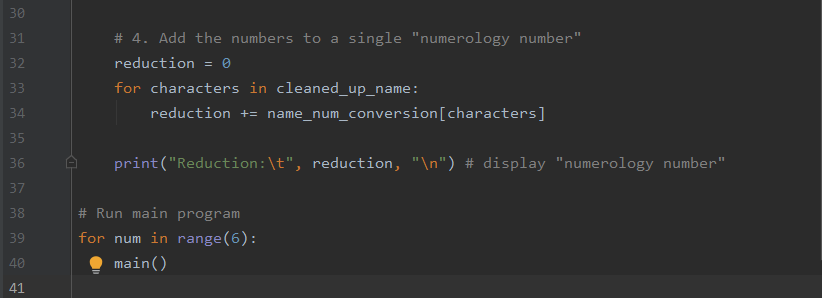 30
31 # 4. Add the numbers to a single "numerology number"
32 reduction = 0
33 for characters in cleaned_up_name:
34 reduction += name_num_conversion[characters]
35
36 print("Reduction:\t", reduction, "\n") # display "numerology number"
37
38 # Run main program
39 for num in range(6):
40 main()
41